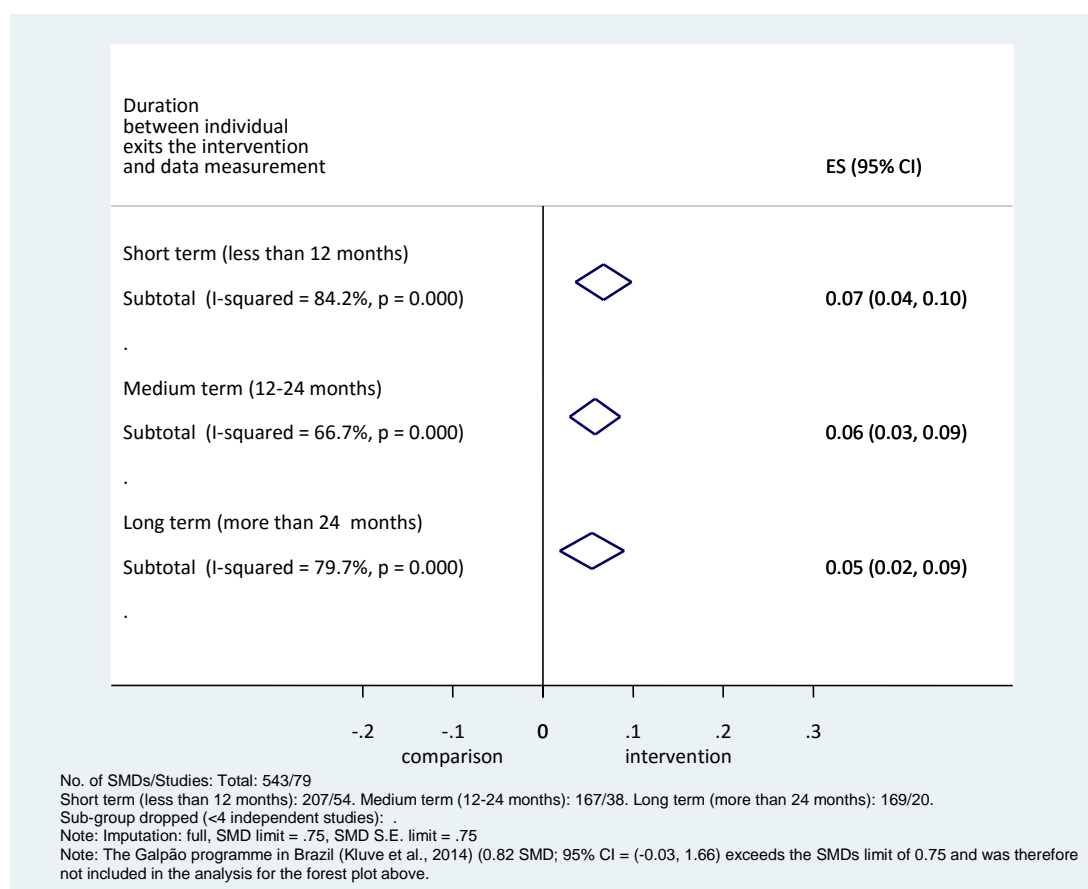 Duration
between individual
exits the intervention
and data measurement
ES (95% CI)
Short term (less than 12 months)
Subtotal  (I-squared = 84.2%, p = 0.000)
0.07 (0.04, 0.10)
.
Medium term (12-24 months)
Subtotal  (I-squared = 66.7%, p = 0.000)
0.06 (0.03, 0.09)
.
Long term (more than 24  months)
Subtotal  (I-squared = 79.7%, p = 0.000)
0.05 (0.02, 0.09)
.
-.2 -.1 0 .1 .2 .3
comparison intervention
No. of SMDs/Studies: Total: 543/79
Short term (less than 12 months): 207/54. Medium term (12-24 months): 167/38. Long term (more than 24 months): 169/20.
Sub-group dropped (<4 independent studies):  .
Note: Imputation: full, SMD limit = .75, SMD S.E. limit = .75
Note: The Galpão programme in Brazil (Kluve et al., 2014) (0.82 SMD; 95% CI = (-0.03, 1.66) exceeds the SMDs limit of 0.75 and was therefore
not included in the analysis for the forest plot above.